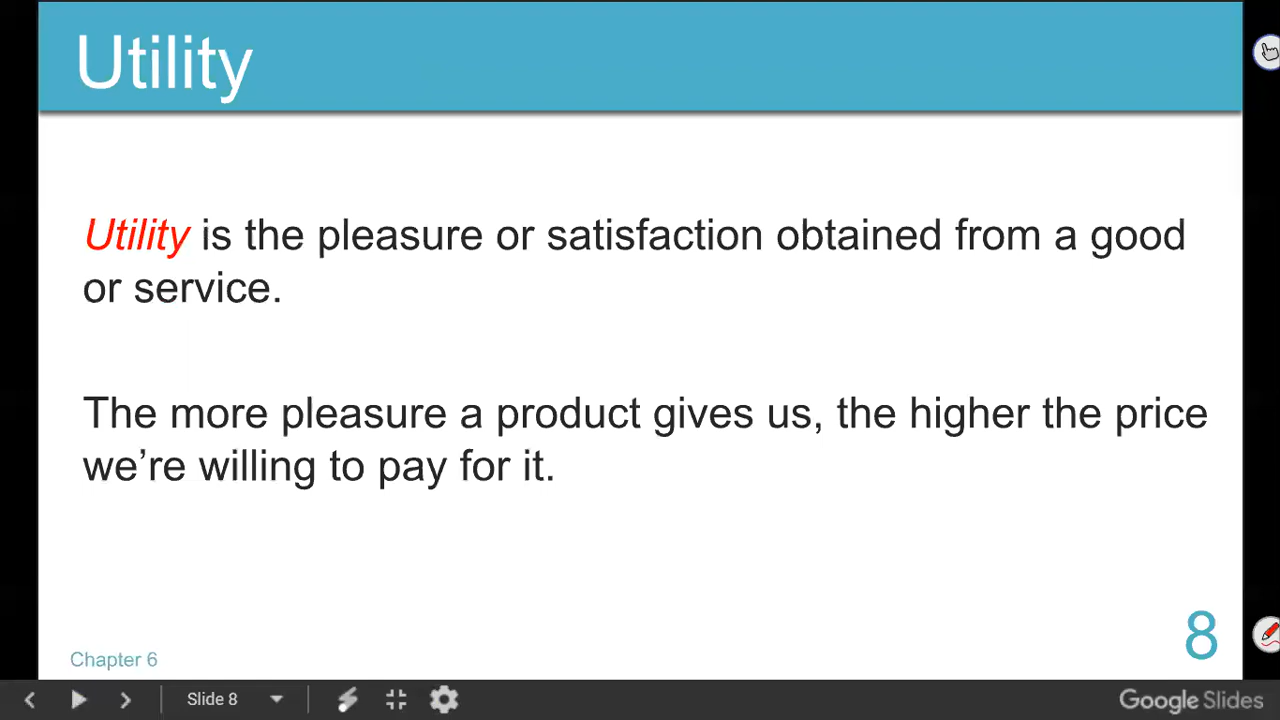 Utility
Utility is the pleasure or satisfaction obtained from a good
or service.
The more pleasure a product gives us, the higher the price
we’re willing to pay for it.
8
Chapter 6
Slide 8
Google Slides